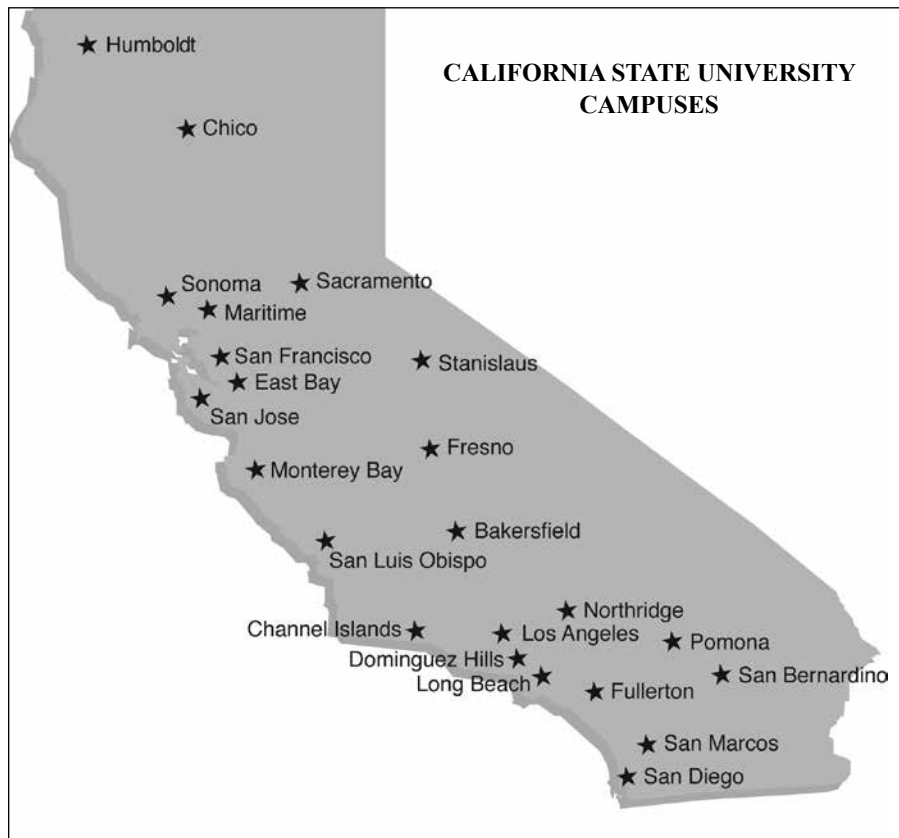 CALIFORNIA STATE UNIVERSITY
CAMPUSES
Humboldt
Chico
Sonoma
Sacramento
Maritime
San Francisco
Stanislaus
East Bay
San Jose
Fresno
Monterey Bay
Bakersfield
San Luis Obispo
Northridge
Channel Islands
Los Angeles
Pomona
Dominguez Hills
Long Beach
San Bernardino
Fullerton
San Marcos
San Diego